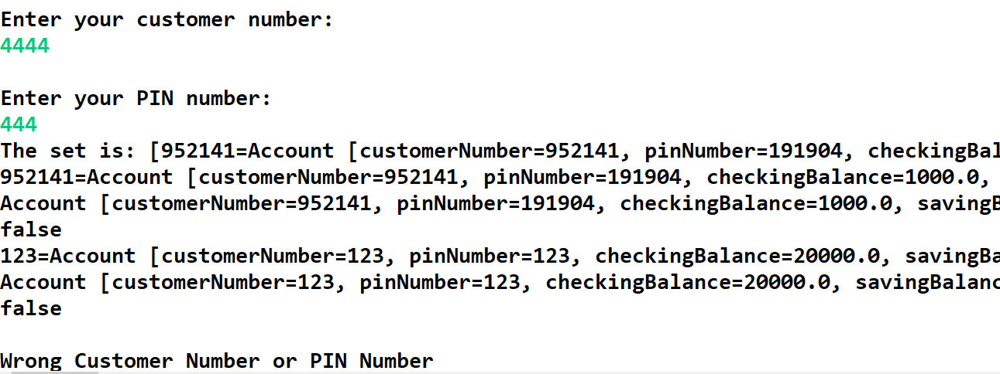 Enter your customer number:
4444
Enter your PIN number:
444
The set is: [952141=Account [customerNumber=952141, pinNumber=191904, checkingBal
952141=Account [customerNumber=952141, pinNumber=191904, checkingBalance=1000.0,
Account [customerNumber=952141, pinNumber=191904, checkingBalance=1000.0, savingB
false
123=Account [customerNumber=123, pinNumber=123, checkingBalance=20000.0, savingBa
Account [customerNumber=123, pinNumber=123, checkingBalance=20000.0, savingBalanc
false
Wrong Customer Number or PIN Number